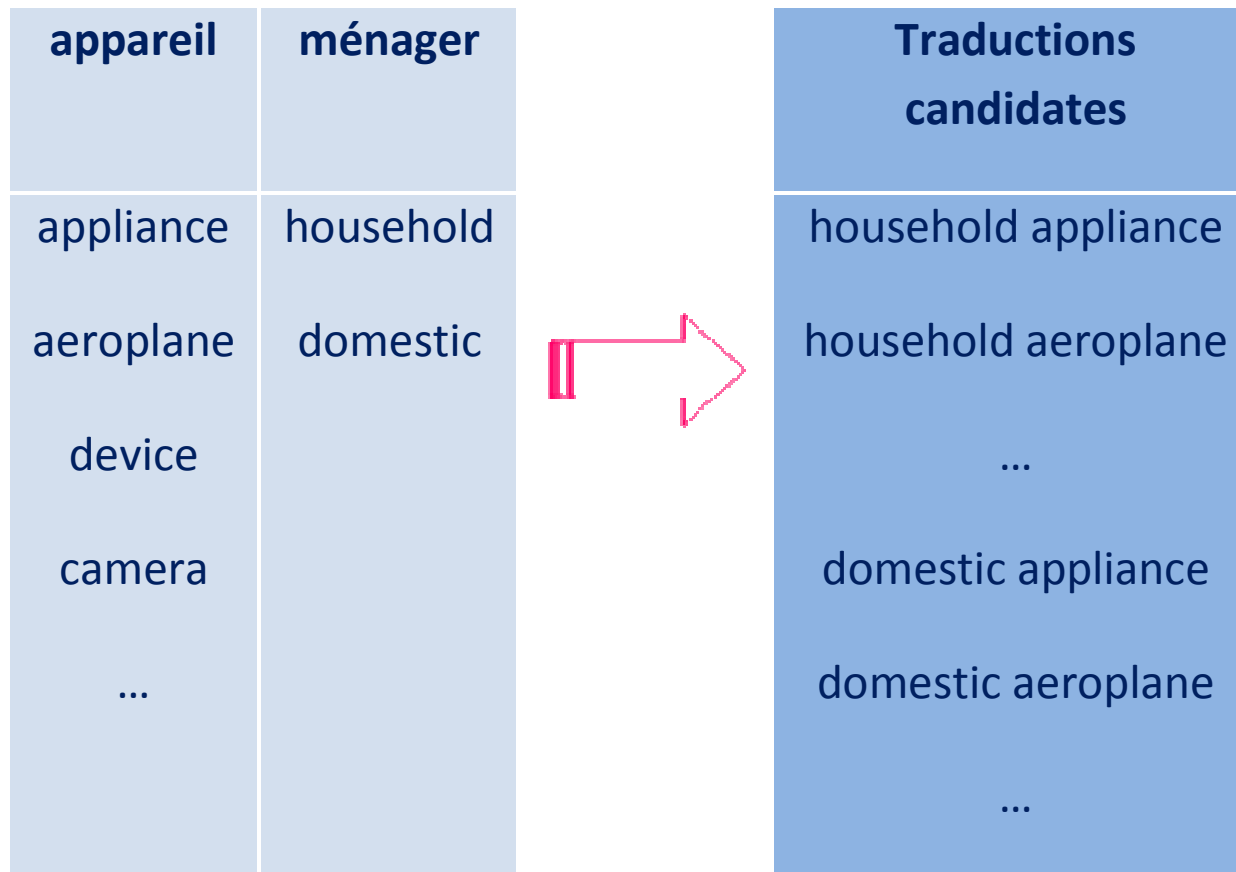 appareil
ménager
Traductions
candidates
appliance
household
household appliance
aeroplane
domestic
household aeroplane
device
…
camera
domestic appliance
…
domestic aeroplane
…